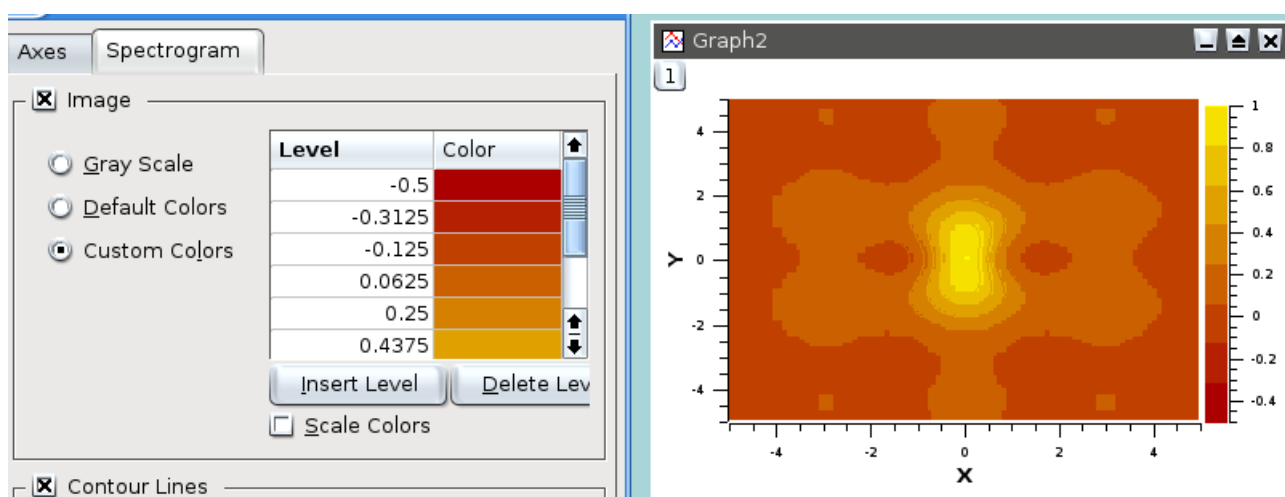 Axes
Spectrogram
Image
Gray Scale
Default Colors
Custom Colors
Level Color
-0.5
-0.3125
-0.125
0.0625
0.25
0.4375
Insert Level Delete Lev
Scale Colors
Contour Lines
Graph2
1
4
2
0
-2
-4
Y
-4 -2 0 2 4
X
1
0.8
0.6
0.4
0.2
0
-0.2
-0.4